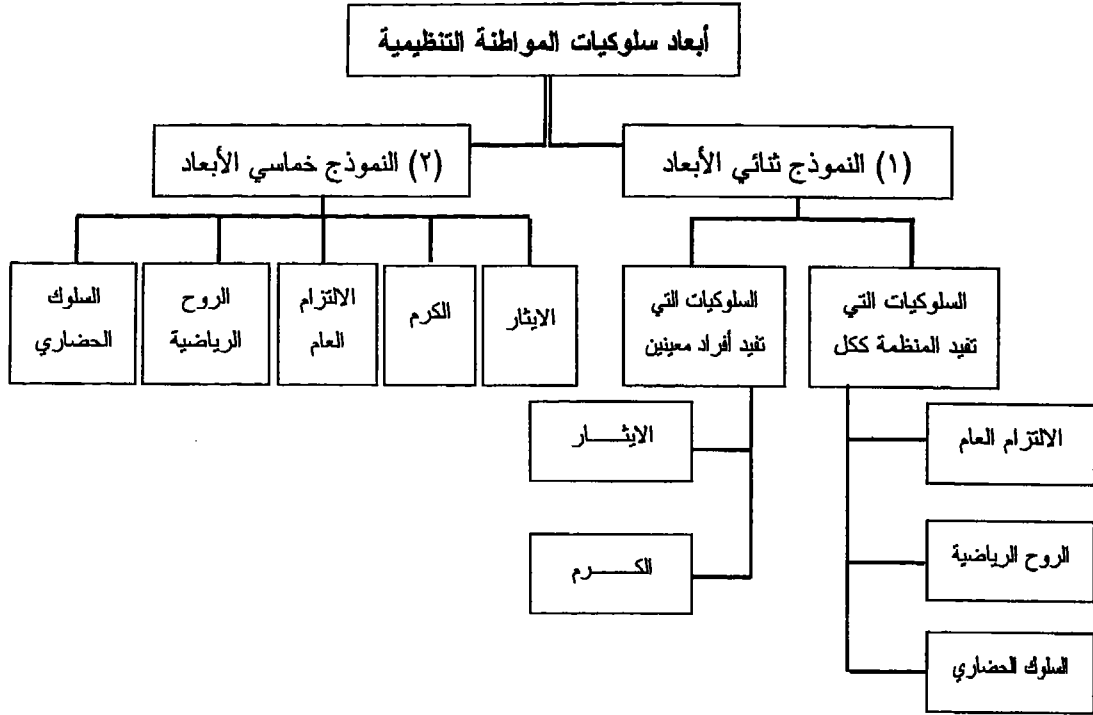 أبعاد سلوكيات المواطنة التنظيمية
(١) النموذج ثنائي الأبعاد
(٢) النموذج خماسي الأبعاد
السلوكيات التي
تفيد المنظمة ككل
السلوكيات التي
تفيد أفراد معينين
الايثار
الكرم
الالتزام
العام
الروح
الرياضية
السلوك
الحضاري
الالتزام العام
الروح الرياضية
السلوك الحضاري
الايثـــــار
الكـــــرم